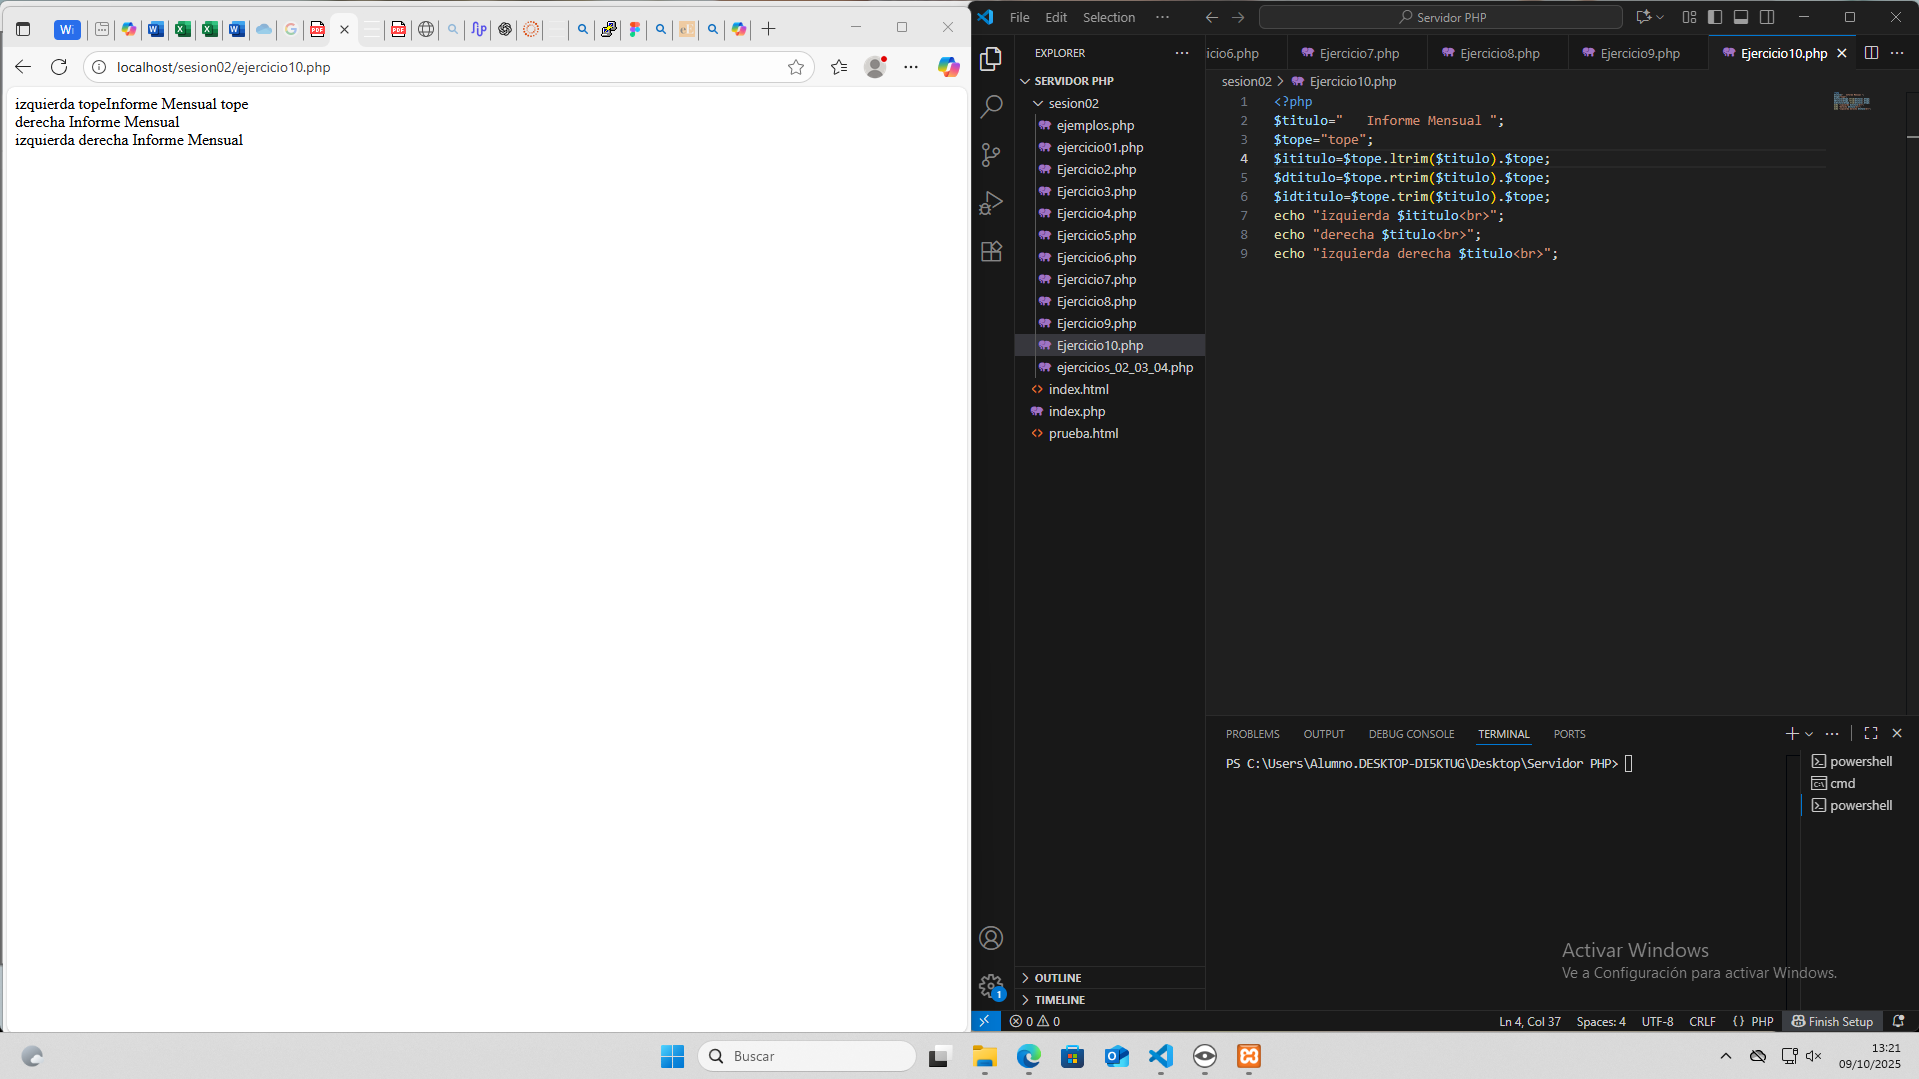 Wi
localhost/sesion02/ejercicio10.php
izquierda topeInforme Mensual tope
derecha Informe Mensual
izquierda derecha Informe Mensual
File Edit Selection ···
Servidor PHP
EXPLORER
SERVIDOR PHP
sesion02
ejemplos.php
ejercicio01.php
Ejercicio2.php
Ejercicio3.php
Ejercicio4.php
Ejercicio5.php
Ejercicio6.php
Ejercicio7.php
Ejercicio8.php
Ejercicio9.php
Ejercicio10.php
ejercicios_02_03_04.php
index.html
index.php
prueba.html
OUTLINE
TIMELINE
icio6.php Ejercicio7.php Ejercicio8.php Ejercicio9.php Ejercicio10.php
sesion02 > Ejercicio10.php
1 <?php
2 $titulo="   Informe Mensual ";
3 $tope="tope";
4 $ititulo=$tope.ltrim($titulo).$tope;
5 $dtitulo=$tope.rtrim($titulo).$tope;
6 $idtitulo=$tope.trim($titulo).$tope;
7 echo "izquierda $ititulo<br>";
8 echo "derecha $titulo<br>";
9 echo "izquierda derecha $titulo<br>";
PROBLEMS OUTPUT DEBUG CONSOLE TERMINAL PORTS
PS C:\Users\Alumno.DESKTOP-DI5KTUG\Desktop\Servidor PHP>
powershell
cmd
powershell
Activar Windows
Ve a Configuración para activar Windows.
1
0 0
Ln 4, Col 37 Spaces: 4 UTF-8 CRLF {} PHP Finish Setup
Buscar
13:21
09/10/2025